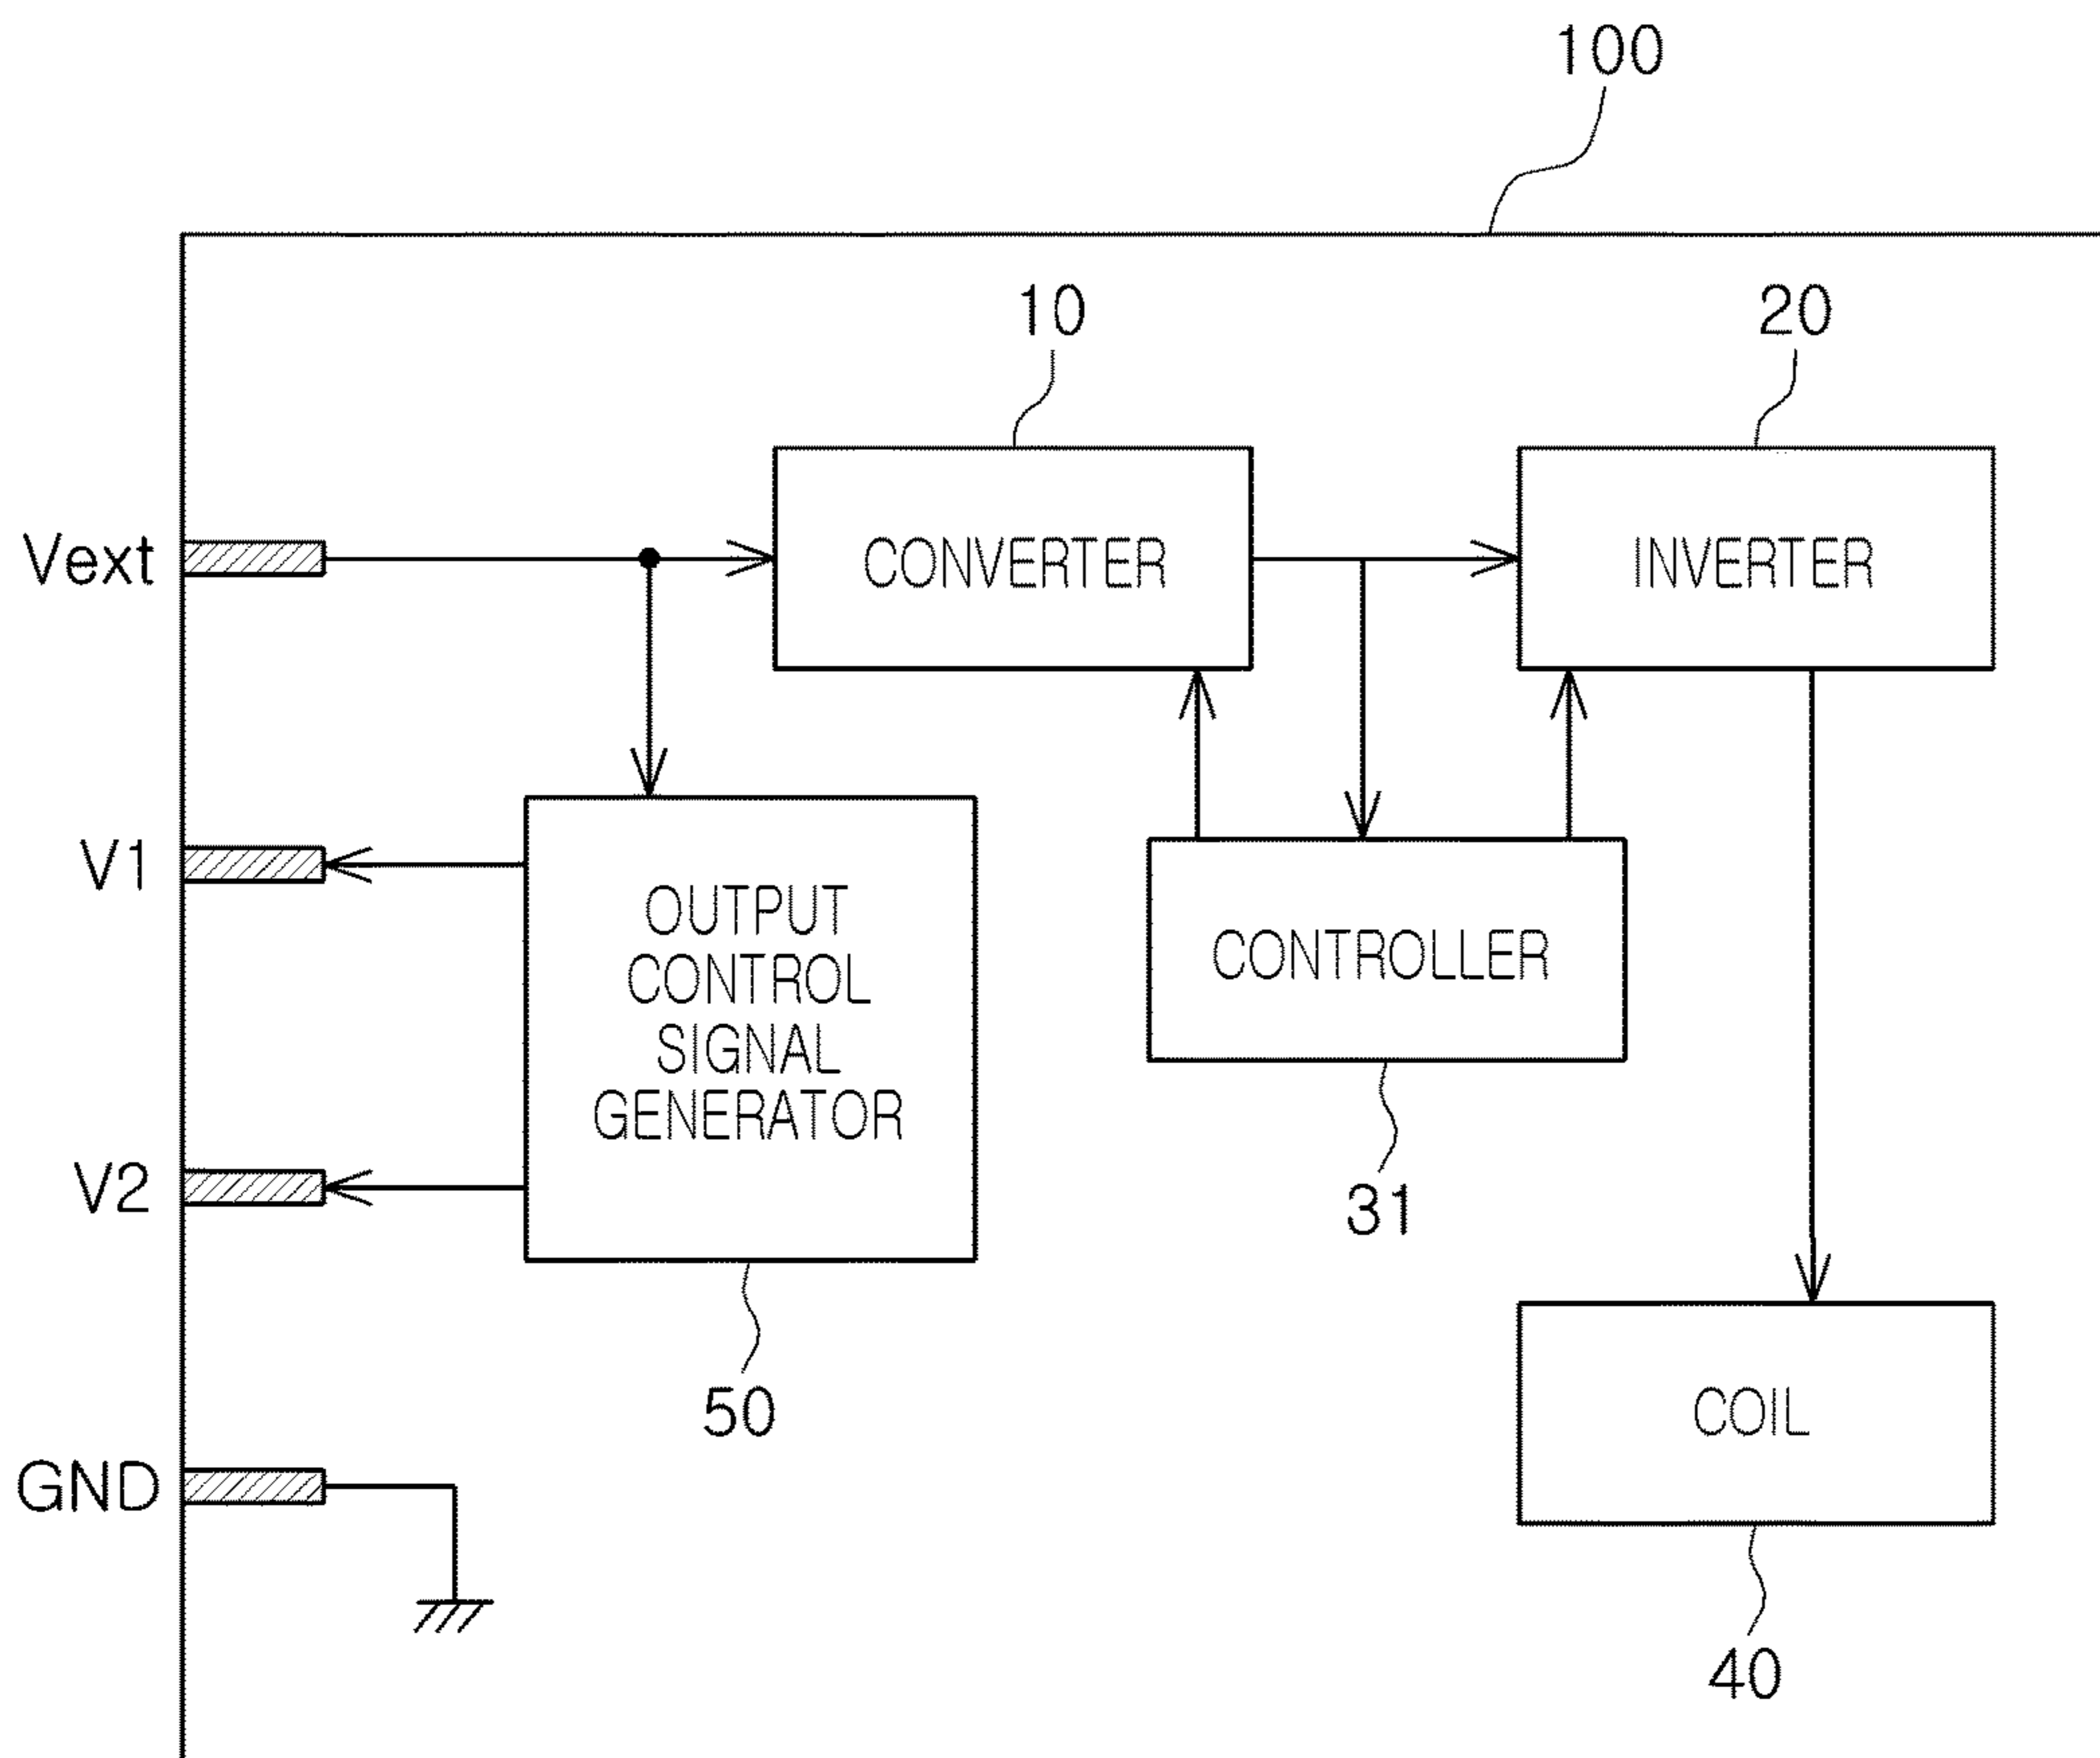 100
10
20
Vext
CONVERTER
INVERTER
V1
OUTPUT
CONTROL
SIGNAL
GENERATOR
CONTROLLER
V2
31
50
COIL
GND
40